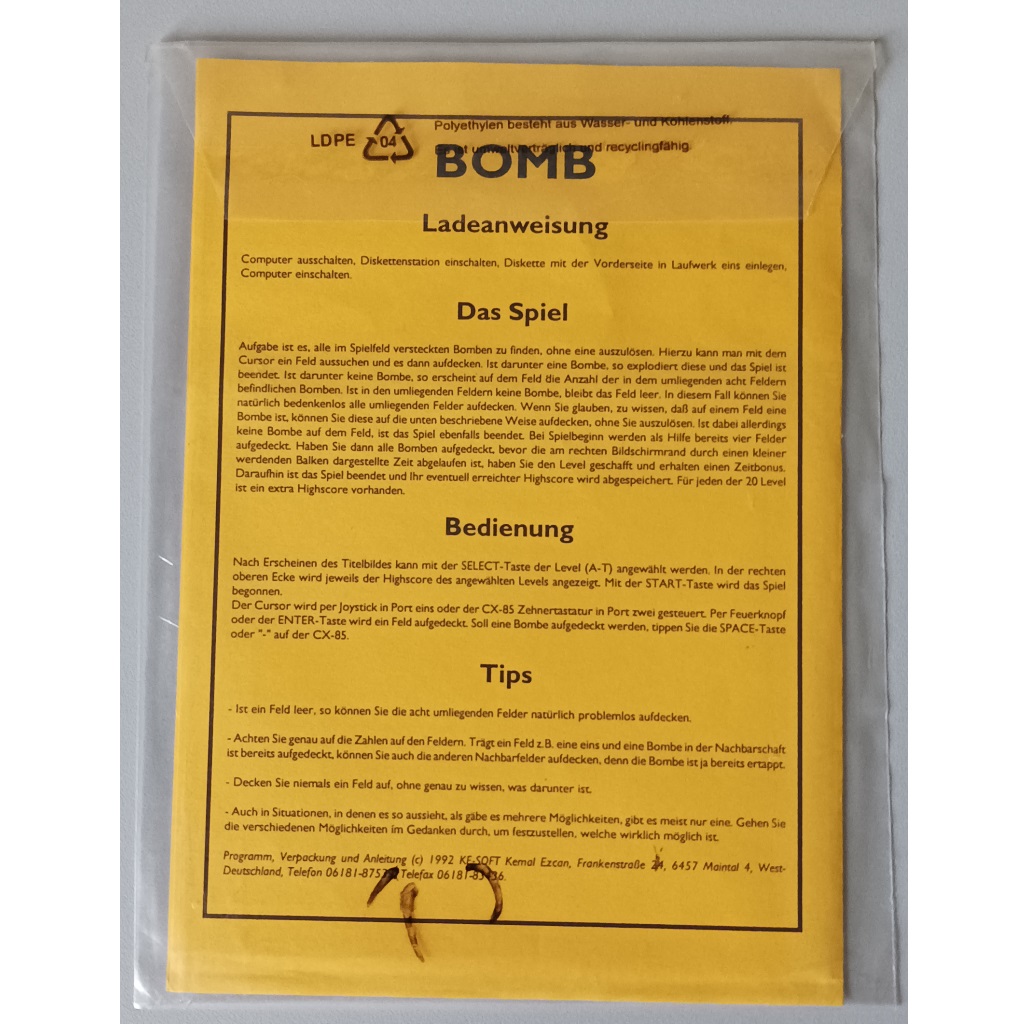 LDPE 04
Polyethylen besteht aus Wasser- und Kohlenstoff.
umweltverträglich und recyclingfähig.
BOMB
Ladeanweisung
Computer ausschalten, Diskettenstation einschalten, Diskette mit der Vorderseite in Laufwerk eins einlegen,
Computer einschalten.
Das Spiel
Aufgabe ist es, alle im Spielfeld versteckten Bomben zu finden, ohne eine auszulösen. Hierzu kann man mit dem
Cursor ein Feld aussuchen und es dann aufdecken. Ist darunter eine Bombe, so explodiert diese und das Spiel ist
beendet. Ist darunter keine Bombe, so erscheint auf dem Feld die Anzahl der in dem umliegenden acht Feldern
befindlichen Bomben. Ist in den umliegenden Feldern keine Bombe, bleibt das Feld leer. In diesem Fall können Sie
natürlich bedenkenlos alle umliegenden Felder aufdecken. Wenn Sie glauben, zu wissen, daß auf einem Feld eine
Bombe ist, können Sie diese auf die unten beschriebene Weise aufdecken, ohne Sie auszulösen. Ist dabei allerdings
keine Bombe auf dem Feld, ist das Spiel ebenfalls beendet. Bei Spielbeginn werden als Hilfe bereits vier Felder
aufgedeckt. Haben Sie dann alle Bomben aufgedeckt, bevor die am rechten Bildschirmrand durch einen kleiner
werdenden Balken dargestellte Zeit abgelaufen ist, haben Sie den Level geschafft und erhalten einen Zeitbonus.
Daraufhin ist das Spiel beendet und Ihr eventuell erreichter Highscore wird abgespeichert. Für jeden der 20 Level
ist ein extra Highscore vorhanden.
Bedienung
Nach Erscheinen des Titelbildes kann mit der SELECT-Taste der Level (A-T) angewählt werden. In der rechten
oberen Ecke wird jeweils der Highscore des angewählten Levels angezeigt. Mit der START-Taste wird das Spiel
begonnen.
Der Cursor wird per Joystick in Port eins oder der CX-85 Zehnertastatur in Port zwei gesteuert. Per Feuerknopf
oder der ENTER-Taste wird ein Feld aufgedeckt. Soll eine Bombe aufgedeckt werden, tippen Sie die SPACE-Taste
oder "-" auf der CX-85.
Tips
- Ist ein Feld leer, so können Sie die acht umliegenden Felder natürlich problemlos aufdecken.
- Achten Sie genau auf die Zahlen auf den Feldern. Trägt ein Feld z.B. eine eins und eine Bombe in der Nachbarschaft
ist bereits aufgedeckt, können Sie auch die anderen Nachbarfelder aufdecken, denn die Bombe ist ja bereits ertappt.
- Decken Sie niemals ein Feld auf, ohne genau zu wissen, was darunter ist.
- Auch in Situationen, in denen es so aussieht, als gäbe es mehrere Möglichkeiten, gibt es meist nur eine. Gehen Sie
die verschiedenen Möglichkeiten im Gedanken durch, um festzustellen, welche wirklich möglich ist.
Programm, Verpackung und Anleitung (c) 1992 KE-SOFT Kemal Ezcan, Frankenstraße 6457 Maintal 4, West-
Deutschland, Telefon Telefax